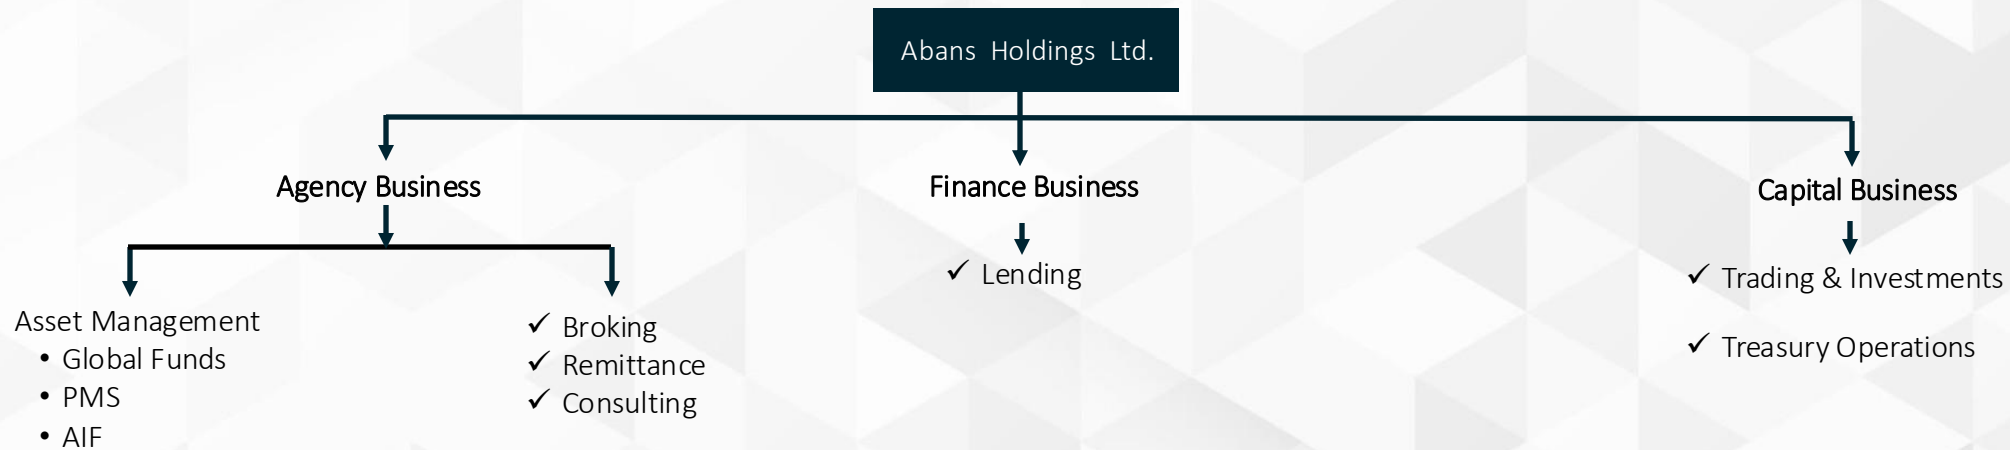 Abans Holdings Ltd.
Agency Business
Finance Business
Capital Business
Asset Management
• Global Funds
• PMS
• AIF
✓ Broking
✓ Remittance
✓ Consulting
✓ Lending
✓ Trading & Investments
✓ Treasury Operations